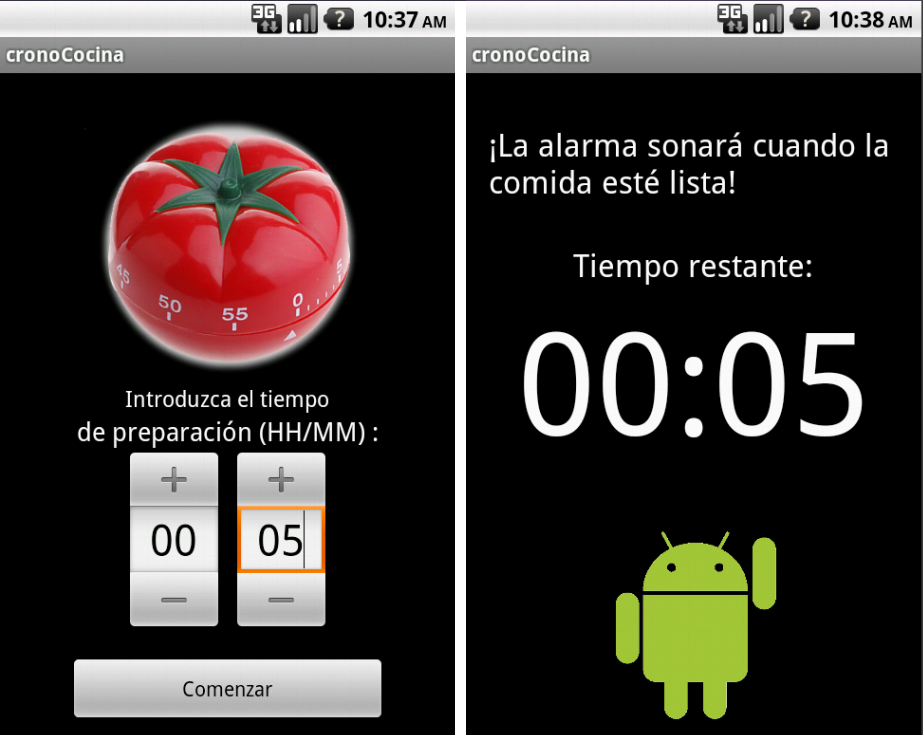 3G ? 10:37 AM
cronoCocina
45 50 55 0 5
Introduzca el tiempo
de preparación (HH/MM) :
+ +
00 05
− −
Comenzar
3G ? 10:38 AM
cronoCocina
¡La alarma sonará cuando la
comida esté lista!
Tiempo restante:
00:05